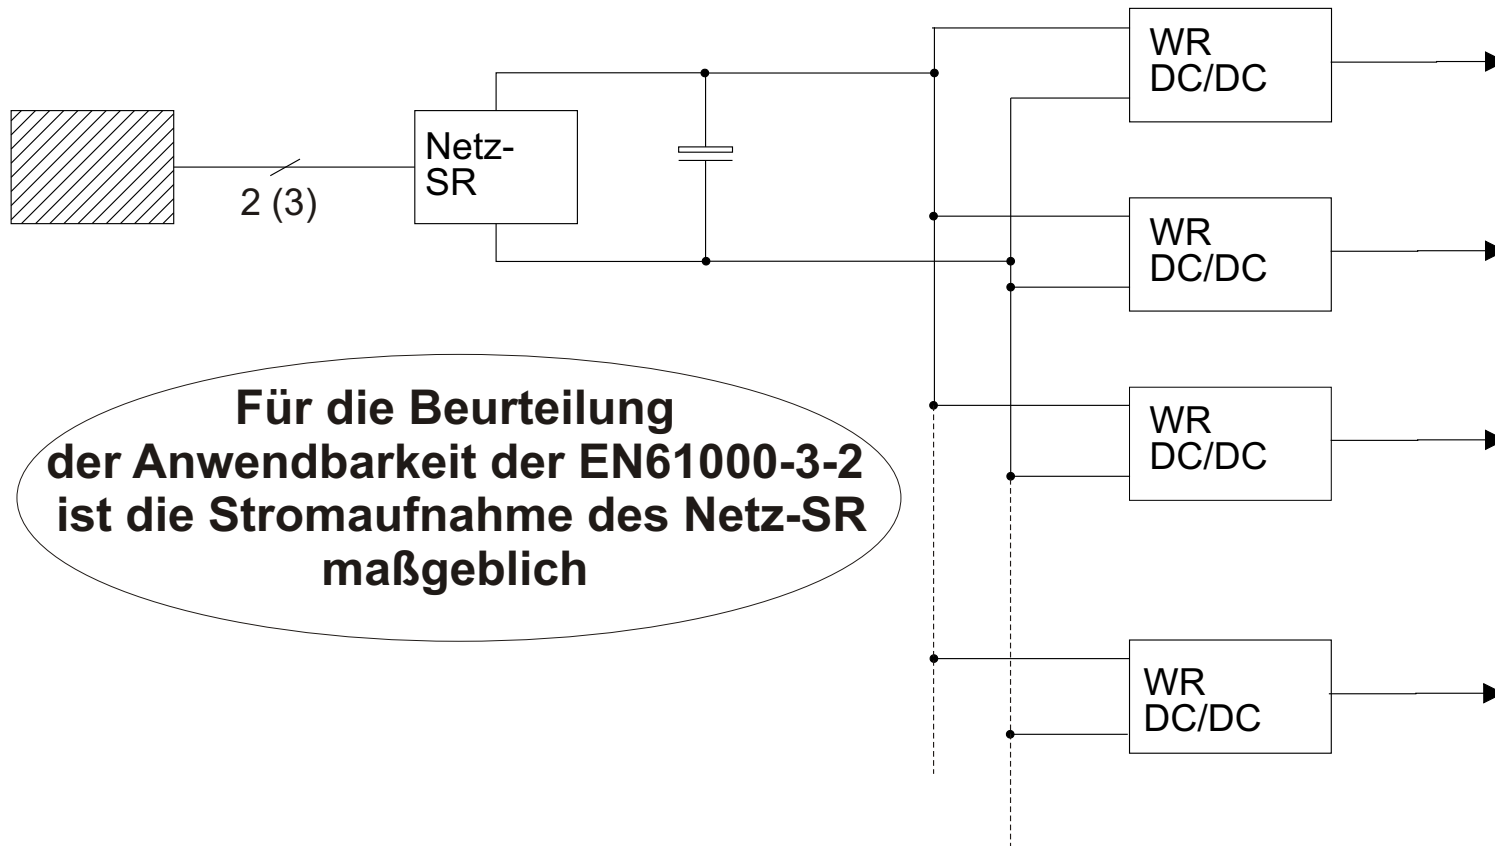 WR
DC/DC
Netz-
SR
2 (3)
WR
DC/DC
Für die Beurteilung
der Anwendbarkeit der EN61000-3-2
ist die Stromaufnahme des Netz-SR
maßgeblich
WR
DC/DC
WR
DC/DC